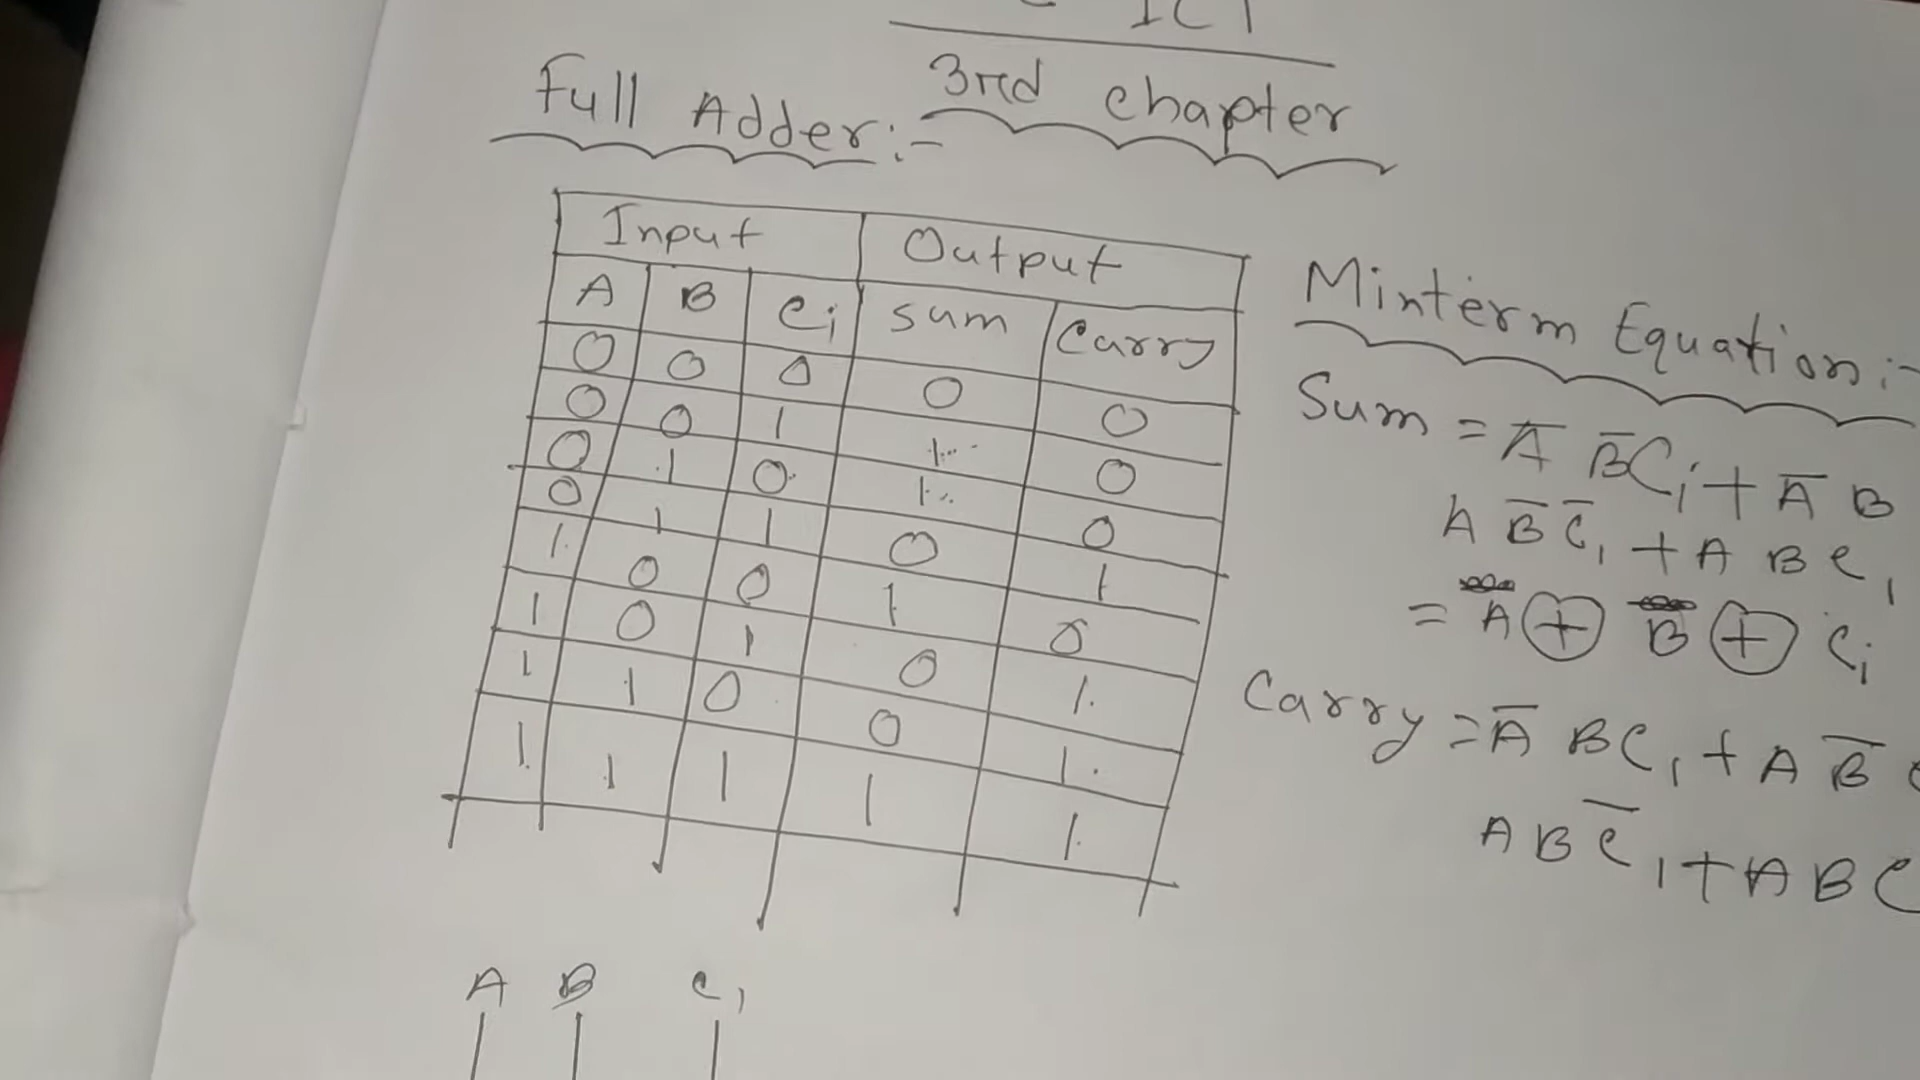 ICT
3rd chapter
Full Adder:-
Input Output
A B Ci sum Carry
0 0 0 0 0
0 0 1 1 0
0 1 0 1 0
0 1 1 0 1
1 0 0 1 0
1 0 1 0 1
1 1 0 0 1
1 1 1 1 1
Minterm Equation:-
Sum = A̅ B̅Ci + A̅ B
A B̅ C̅i + A B Ci
= A ⊕ B ⊕ Ci
Carry = A̅ BCi + A B̅
A B C̅i + A B C
A B Ci